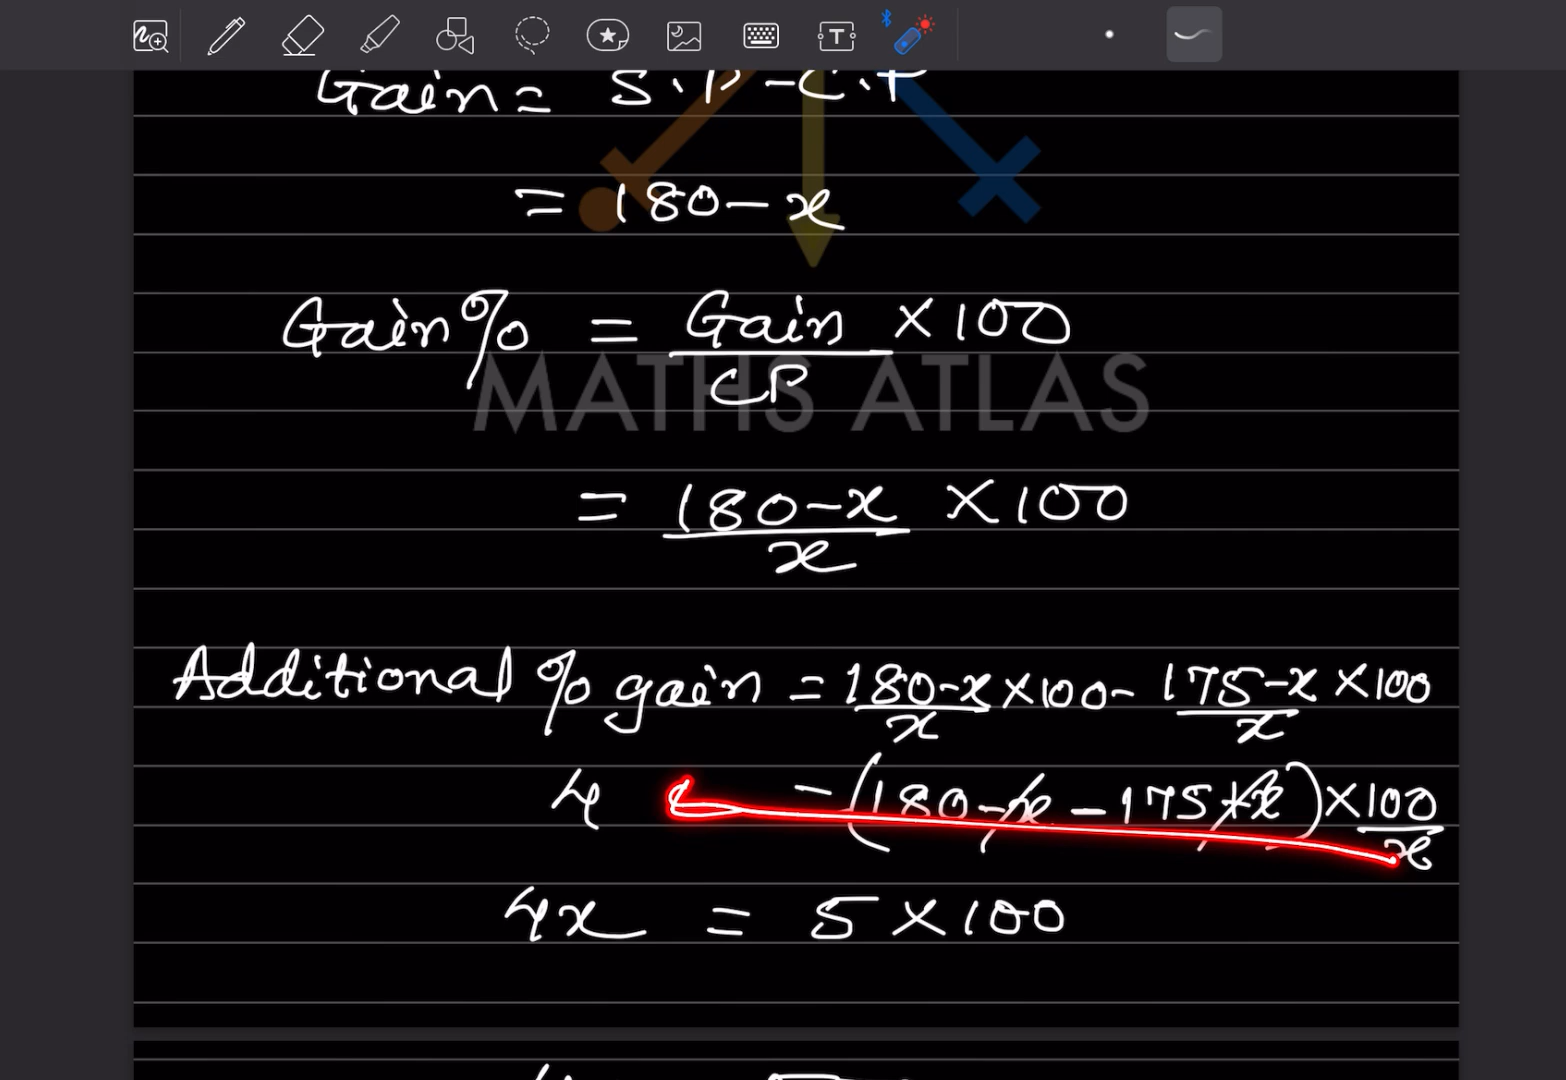 Gain = S.P - C.P
= 180 - x
Gain % = Gain/CP × 100
MATHS ATLAS
= 180 - x/x × 100
Additional % gain = 180-x/x × 100 - 175-x/x × 100
4 = (180 - x - 175 + x) × 100/x
4x = 5 × 100